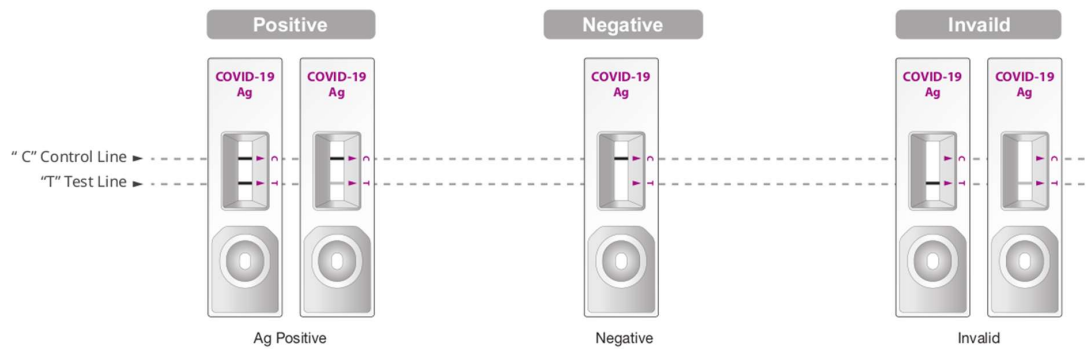 Positive
Negative
Invaild
COVID-19
Ag
COVID-19
Ag
COVID-19
Ag
COVID-19
Ag
COVID-19
Ag
“ C” Control Line ►
C
C
C
C
C
“T” Test Line ►
T
T
T
T
T
Ag Positive
Negative
Invalid